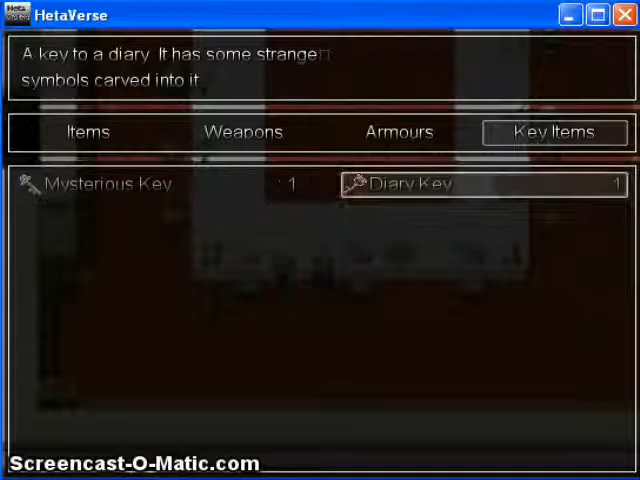 HetaVerse
A key to a diary. It has some strange
symbols carved into it
Items Weapons Armours Key Items
Mysterious Key : 1 Diary Key 1
Screencast-O-Matic.com